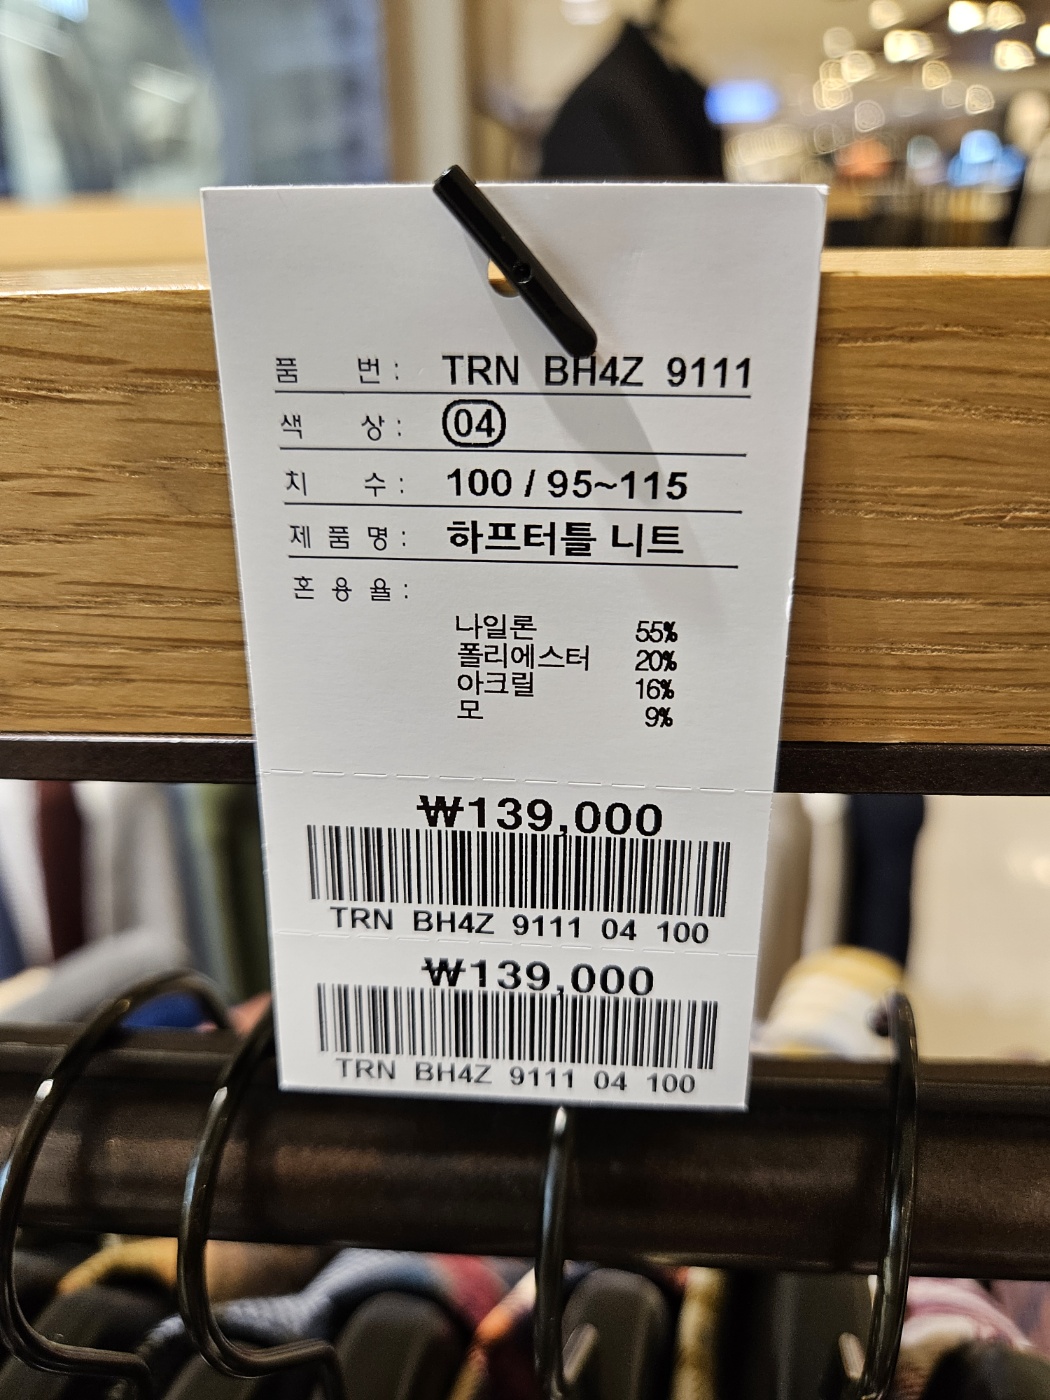 품 번 : TRN BH4Z 9111
색 상 : 04
치 수 : 100 / 95~115
제 품 명 : 하프터틀 니트
혼 용 율 :
나일론 55%
폴리에스터 20%
아크릴 16%
모 9%
₩139,000
TRN BH4Z 9111 04 100
₩139,000
TRN BH4Z 9111 04 100